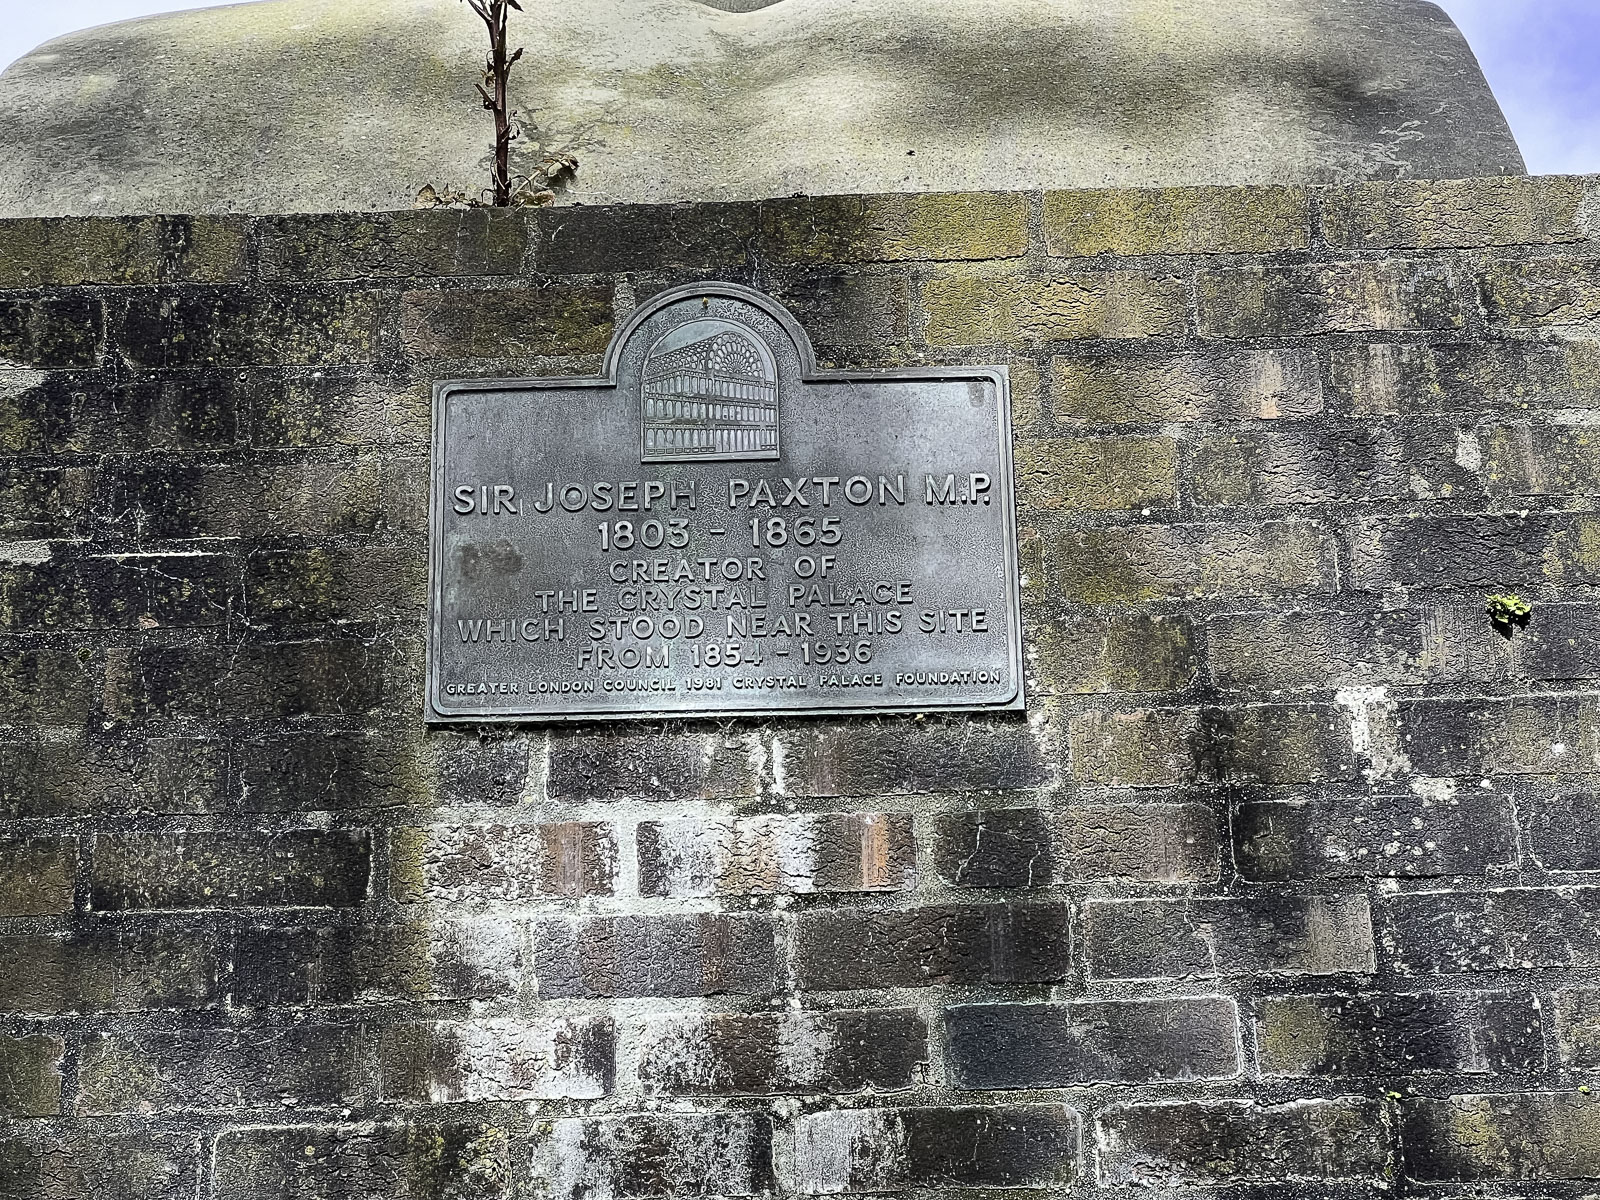 SIR JOSEPH PAXTON M.P.
1803 - 1865
CREATOR OF
THE CRYSTAL PALACE
WHICH STOOD NEAR THIS SITE
FROM 1854 - 1936
GREATER LONDON COUNCIL 1981 CRYSTAL PALACE FOUNDATION